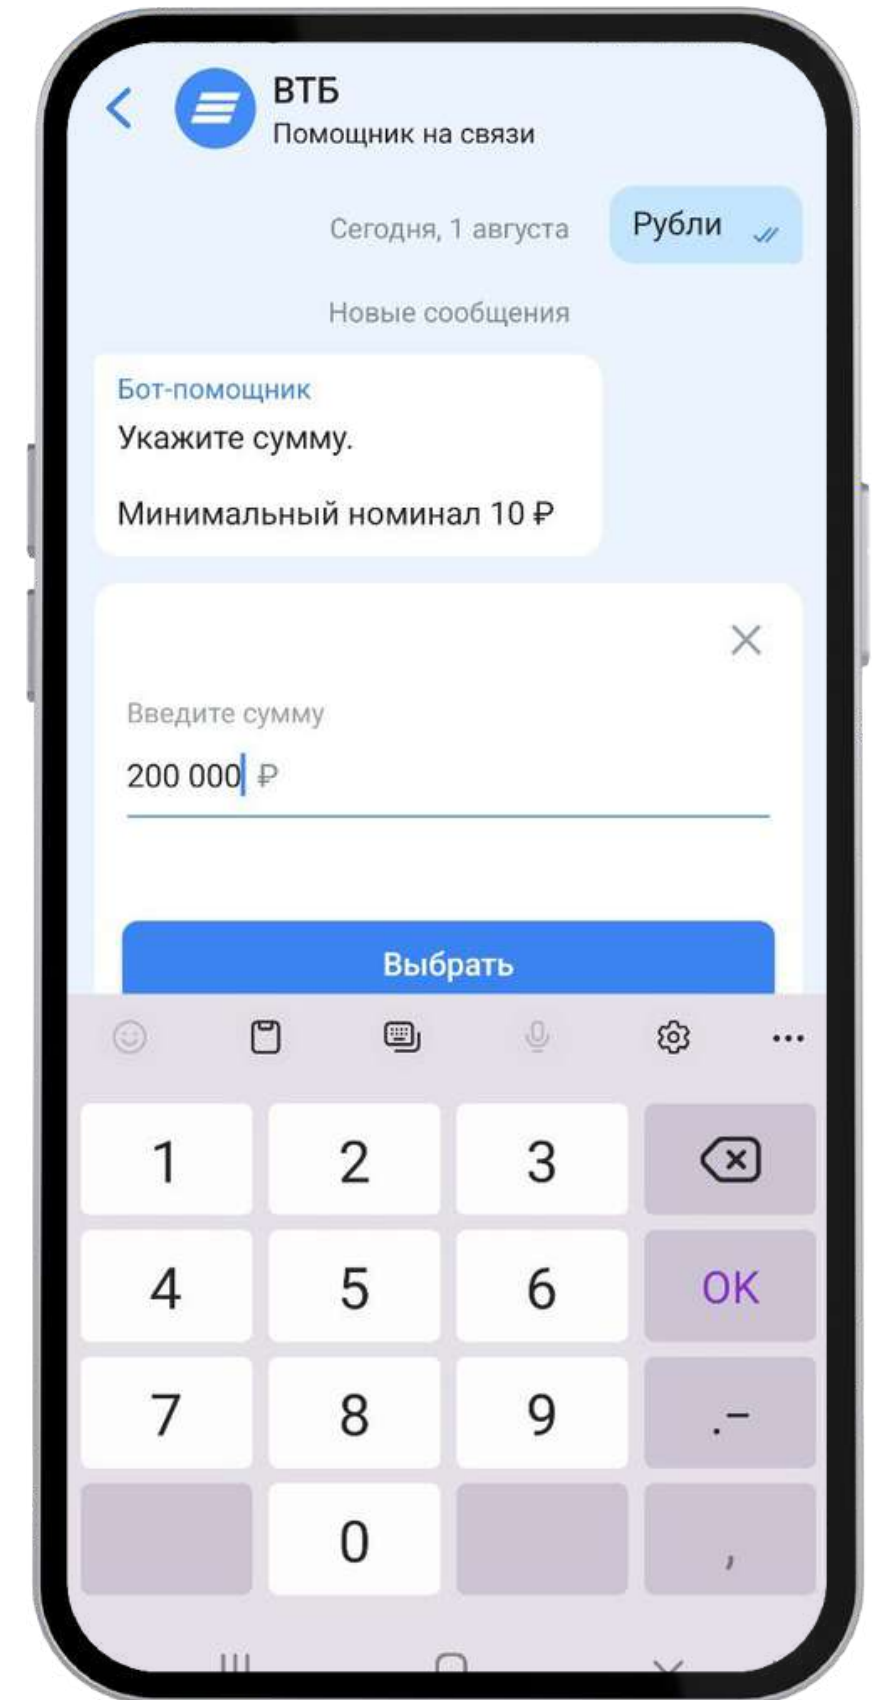 ВТБ
Помощник на связи
Сегодня, 1 августа
Рубли
Новые сообщения
Бот-помощник
Укажите сумму.
Минимальный номинал 10 ₽
Введите сумму
200 000 ₽
Выбрать
1 2 3
4 5 6 OK
7 8 9 .-
0 ,